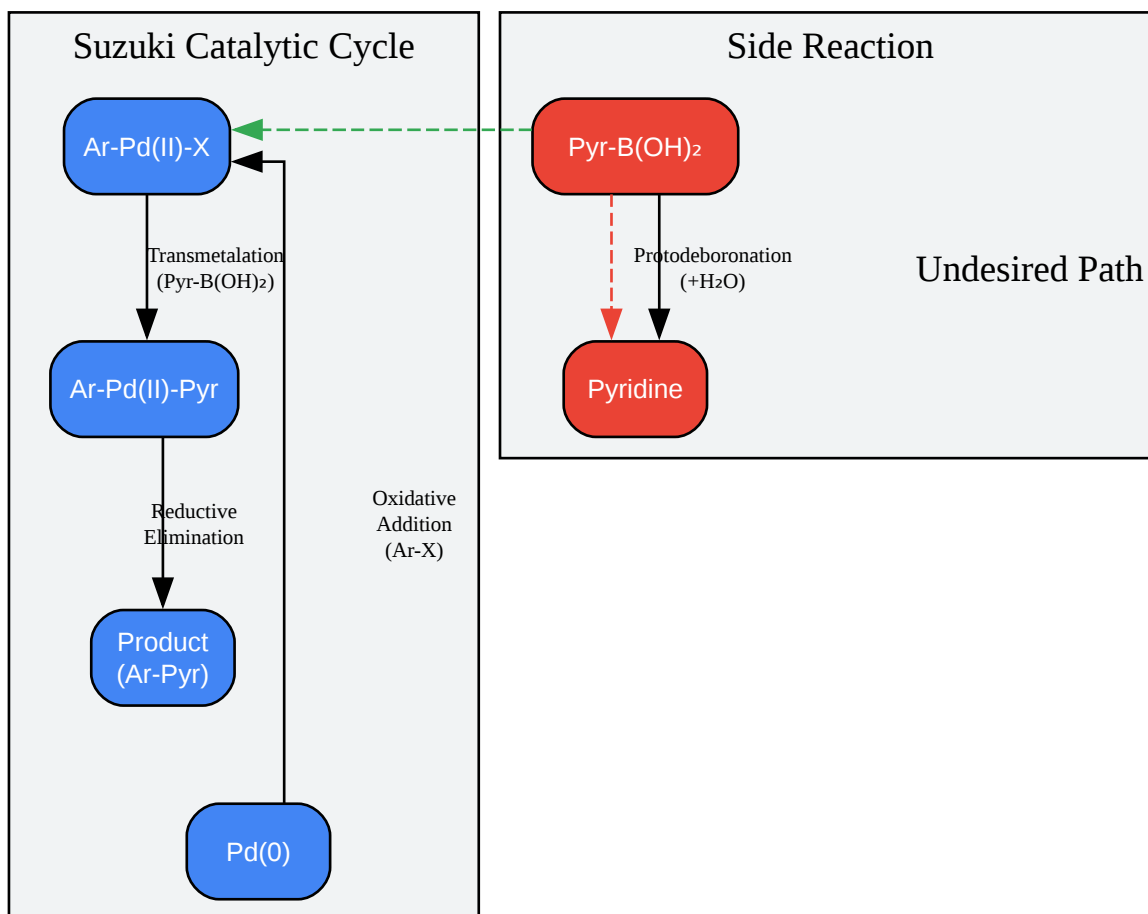 Suzuki Catalytic Cycle
Ar-Pd(II)-X
Transmetalation
(Pyr-B(OH)₂)
Ar-Pd(II)-Pyr
Reductive
Elimination
Oxidative
Addition
(Ar-X)
Product
(Ar-Pyr)
Pd(0)
Side Reaction
Pyr-B(OH)₂
Protodeboronation
(+H₂O)
Undesired Path
Pyridine